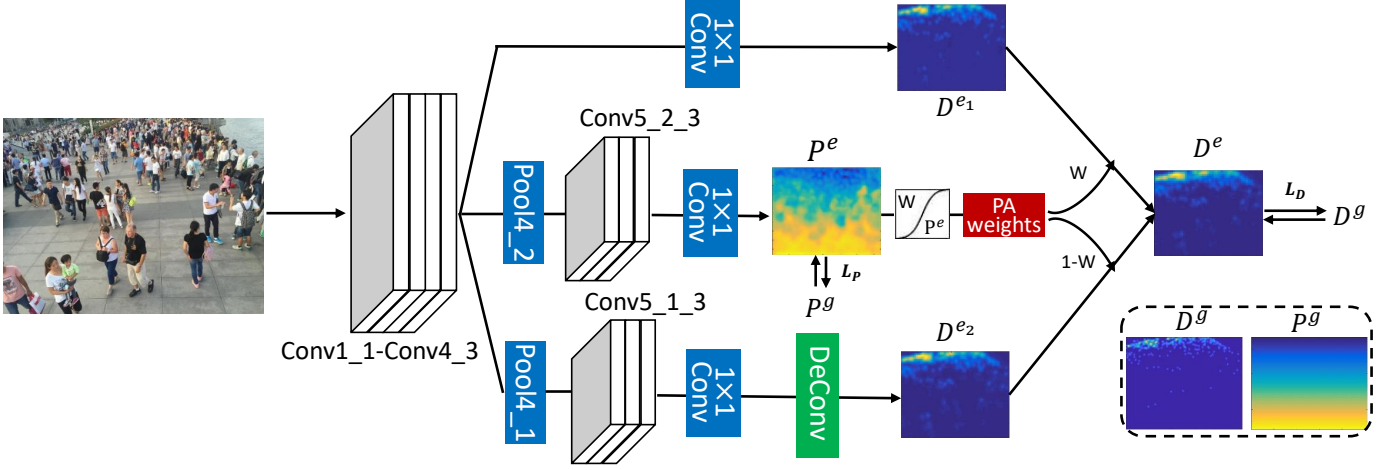 1×1
Conv
D^{e_1}
Conv5_2_3
Pool4_2
1×1
Conv
P^e
W
P^e
PA
weights
W
1-W
D^e
L_D
D^g
L_P
P^g
Conv1_1-Conv4_3
Conv5_1_3
Pool4_1
1×1
Conv
DeConv
D^{e_2}
D^g
P^g